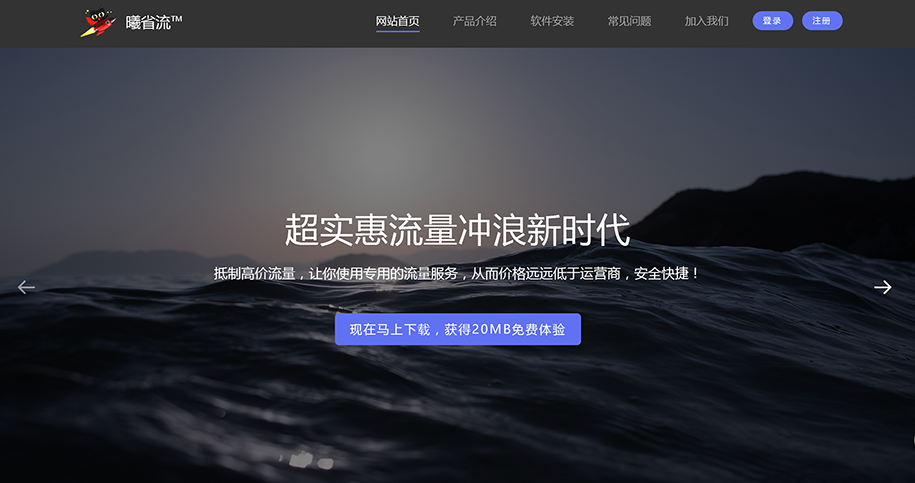 曦省流™
网站首页
产品介绍
软件安装
常见问题
加入我们
登录
注册
超实惠流量冲浪新时代
抵制高价流量，让你使用专用的流量服务，从而价格远远低于运营商，安全快捷！
现在马上下载，获得20MB免费体验